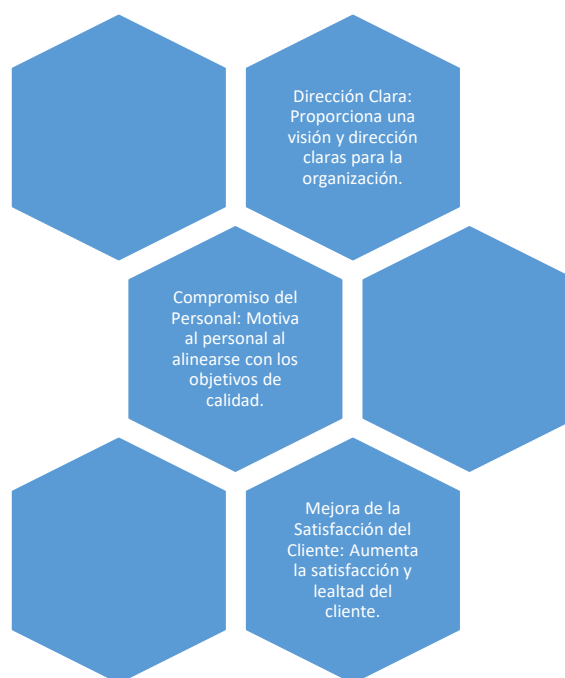 Dirección Clara:
Proporciona una
visión y dirección
claras para la
organización.
Compromiso del
Personal: Motiva
al personal al
alinearse con los
objetivos de
calidad.
Mejora de la
Satisfacción del
Cliente: Aumenta
la satisfacción y
lealtad del
cliente.